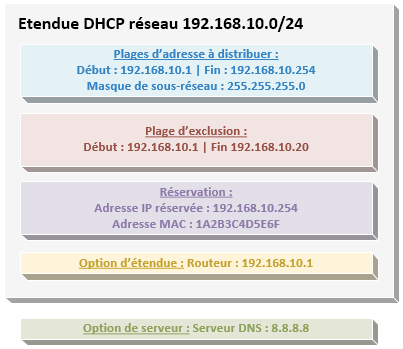 Etendue DHCP réseau 192.168.10.0/24
Plages d’adresse à distribuer :
Début : 192.168.10.1 | Fin : 192.168.10.254
Masque de sous-réseau : 255.255.255.0
Plage d’exclusion :
Début : 192.168.10.1 | Fin 192.168.10.20
Réservation :
Adresse IP réservée : 192.168.10.254
Adresse MAC : 1A2B3C4D5E6F
Option d’étendue : Routeur : 192.168.10.1
Option de serveur : Serveur DNS : 8.8.8.8